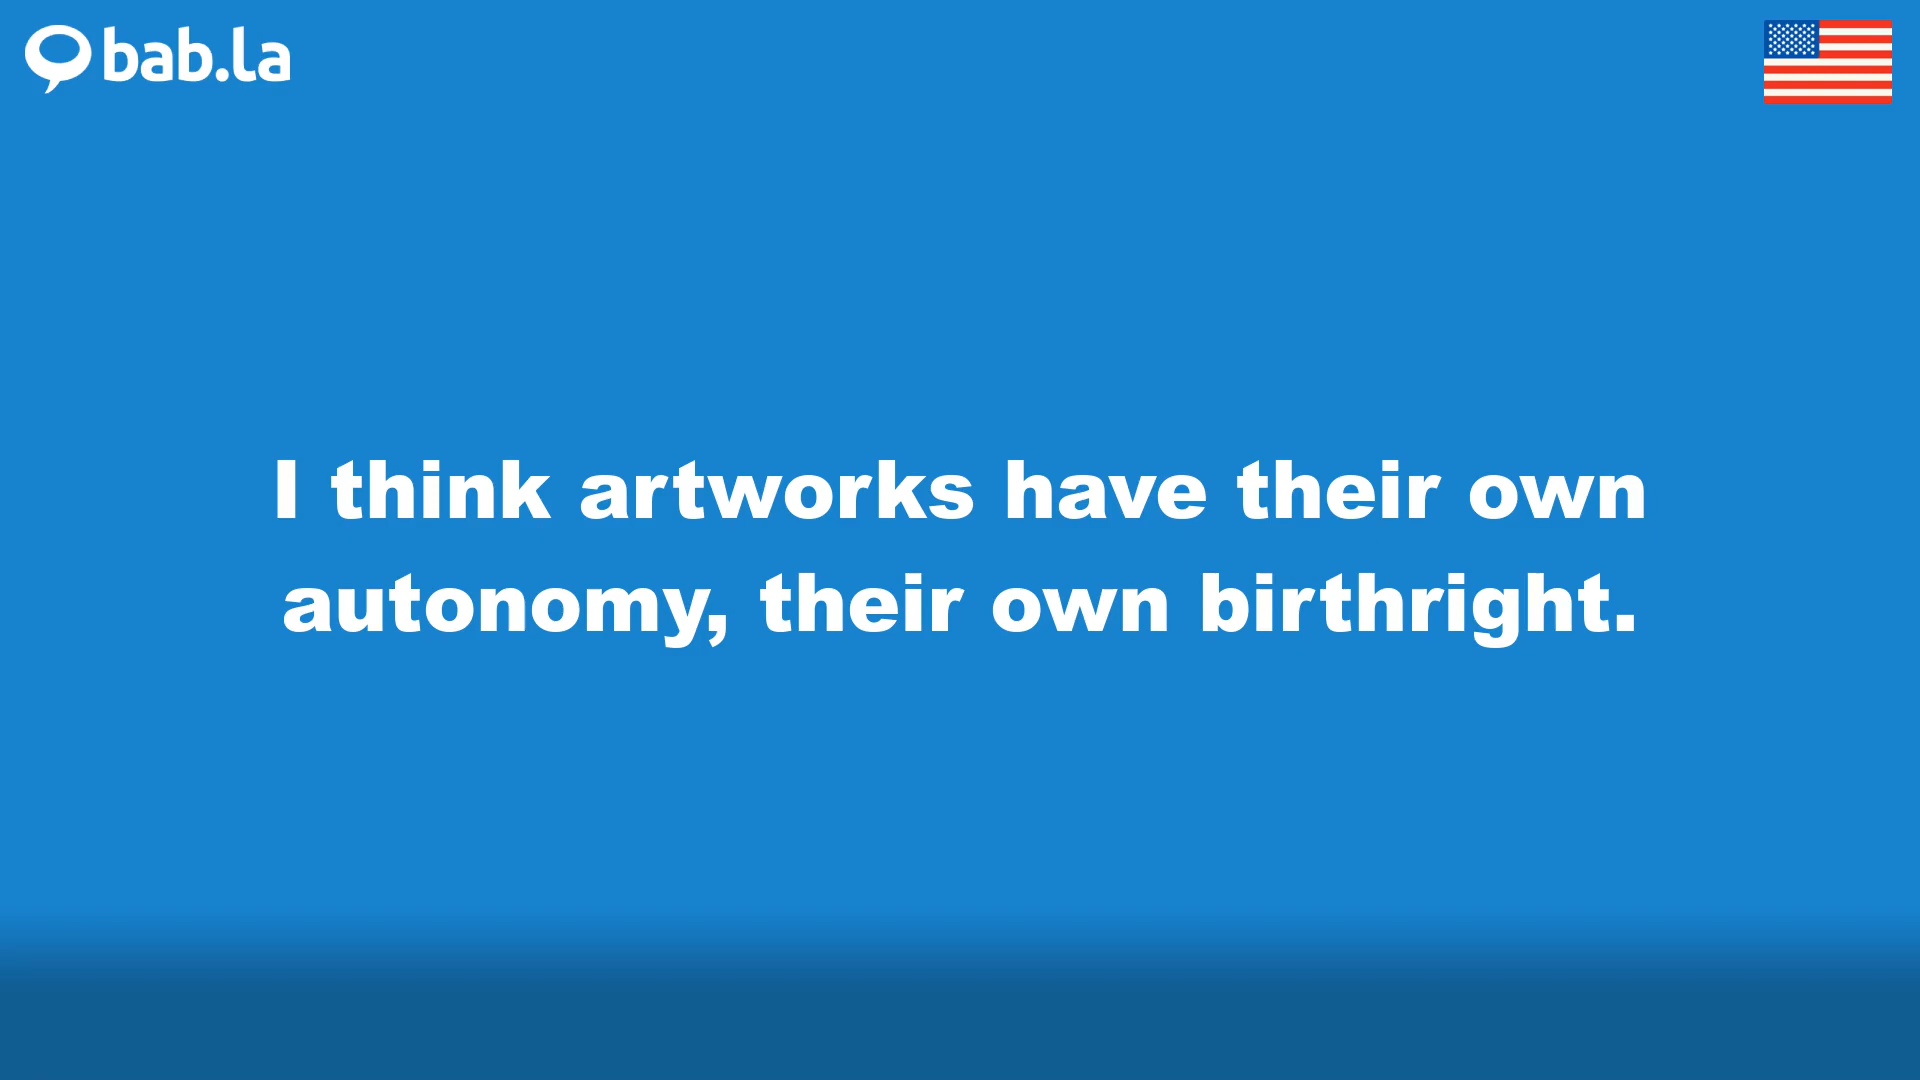 bab.la
I think artworks have their own
autonomy, their own birthright.